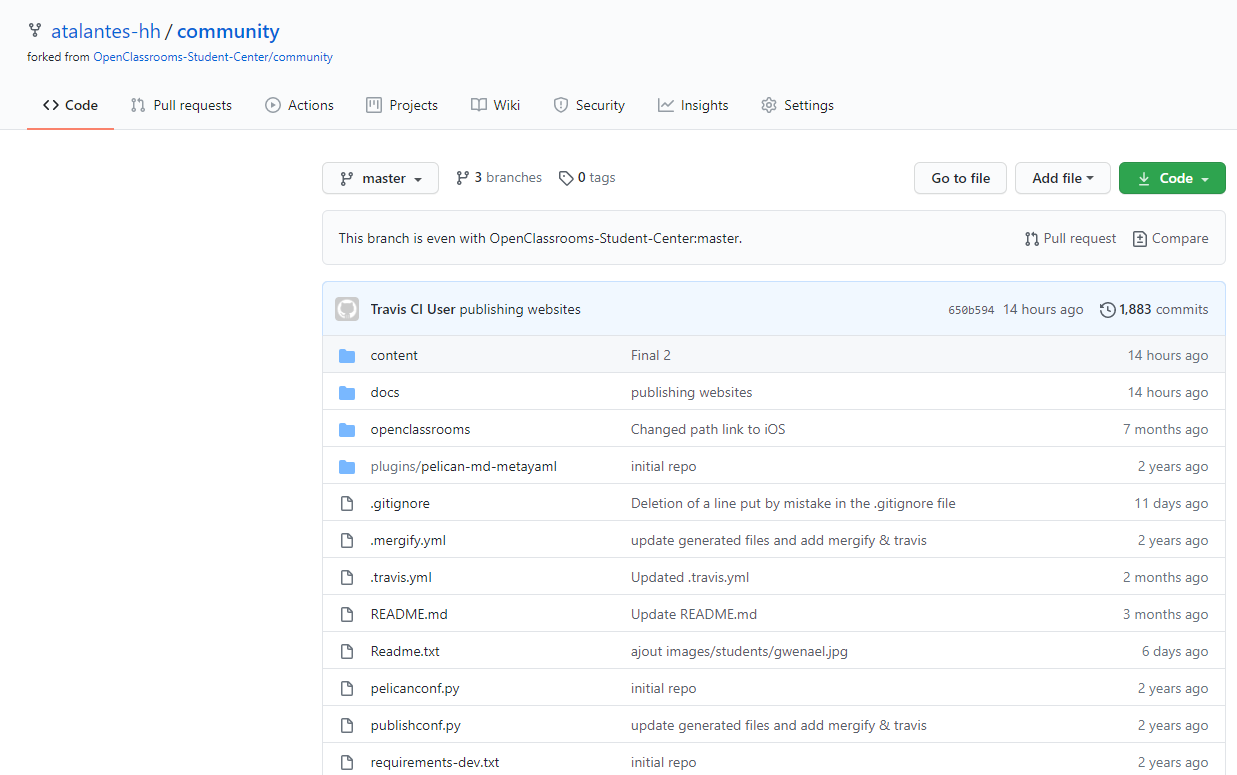 atalantes-hh / community
forked from OpenClassrooms-Student-Center/community
Code Pull requests Actions Projects Wiki Security Insights Settings
master 3 branches 0 tags Go to file Add file Code
This branch is even with OpenClassrooms-Student-Center:master. Pull request Compare
Travis CI User publishing websites 650b594 14 hours ago 1,883 commits
content Final 2 14 hours ago
docs publishing websites 14 hours ago
openclassrooms Changed path link to iOS 7 months ago
plugins/pelican-md-metayaml initial repo 2 years ago
.gitignore Deletion of a line put by mistake in the .gitignore file 11 days ago
.mergify.yml update generated files and add mergify & travis 2 years ago
.travis.yml Updated .travis.yml 2 months ago
README.md Update README.md 3 months ago
Readme.txt ajout images/students/gwenael.jpg 6 days ago
pelicanconf.py initial repo 2 years ago
publishconf.py update generated files and add mergify & travis 2 years ago
requirements-dev.txt initial repo 2 years ago